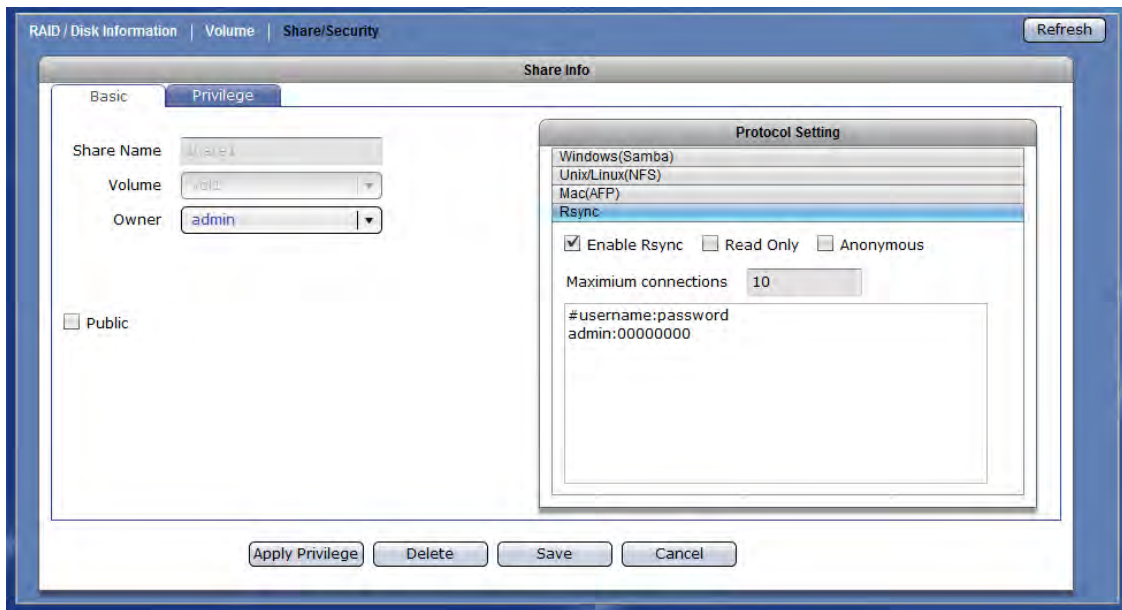 RAID / Disk Information | Volume | Share/Security
Refresh
Share Info
Basic
Privilege
Share Name
Volume
Owner admin
Public
Protocol Setting
Windows(Samba)
Unix/Linux(NFS)
Mac(AFP)
Rsync
Enable Rsync Read Only Anonymous
Maximium connections 10
#username:password
admin:00000000
Apply Privilege Delete Save Cancel